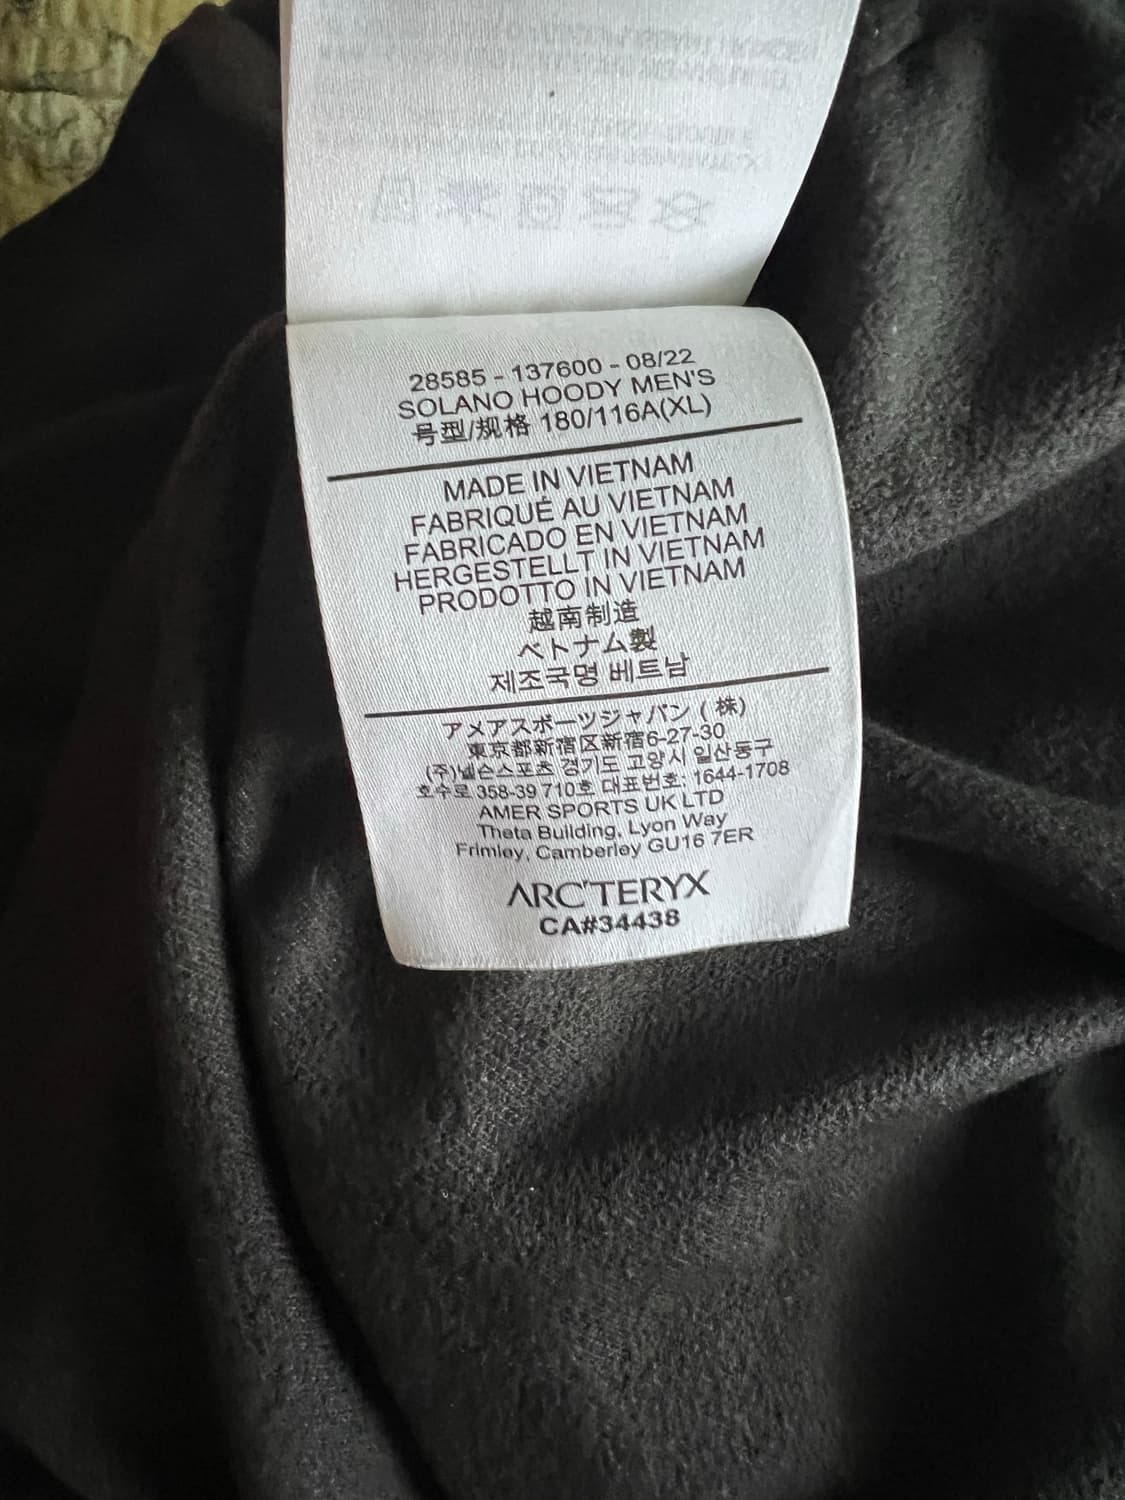 28585 - 137600 - 08/22
SOLANO HOODY MEN'S
号型/规格 180/116A(XL)
MADE IN VIETNAM
FABRIQUÉ AU VIETNAM
FABRICADO EN VIETNAM
HERGESTELLT IN VIETNAM
PRODOTTO IN VIETNAM
越南制造
ベトナム製
제조국명 베트남
アメアスポーツジャパン (株)
東京都新宿区新宿6-27-30
(주)넬슨스포츠 경기도 고양시 일산동구
호수로 358-39 710호 대표번호: 1644-1708
AMER SPORTS UK LTD
Theta Building, Lyon Way
Frimley, Camberley GU16 7ER
ARC'TERYX
CA#34438